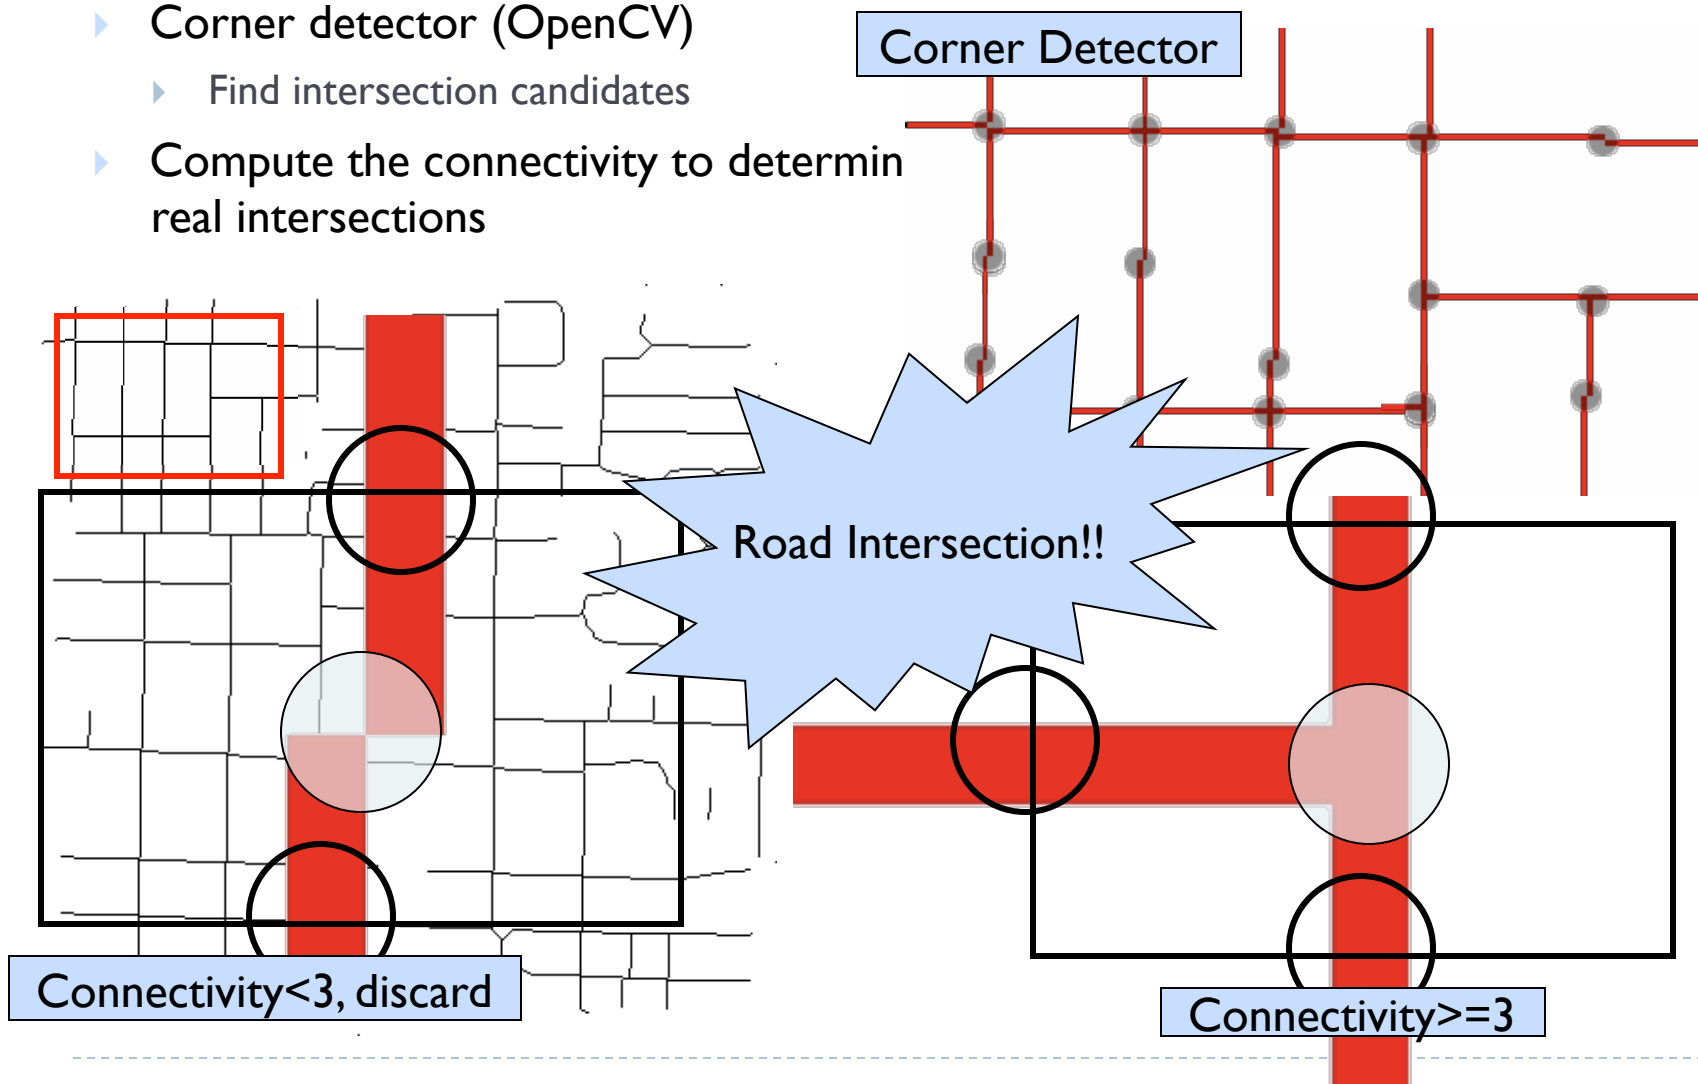 Corner detector (OpenCV)
Find intersection candidates
Compute the connectivity to determin
real intersections
Corner Detector
Road Intersection!!
Connectivity<3, discard
Connectivity>=3